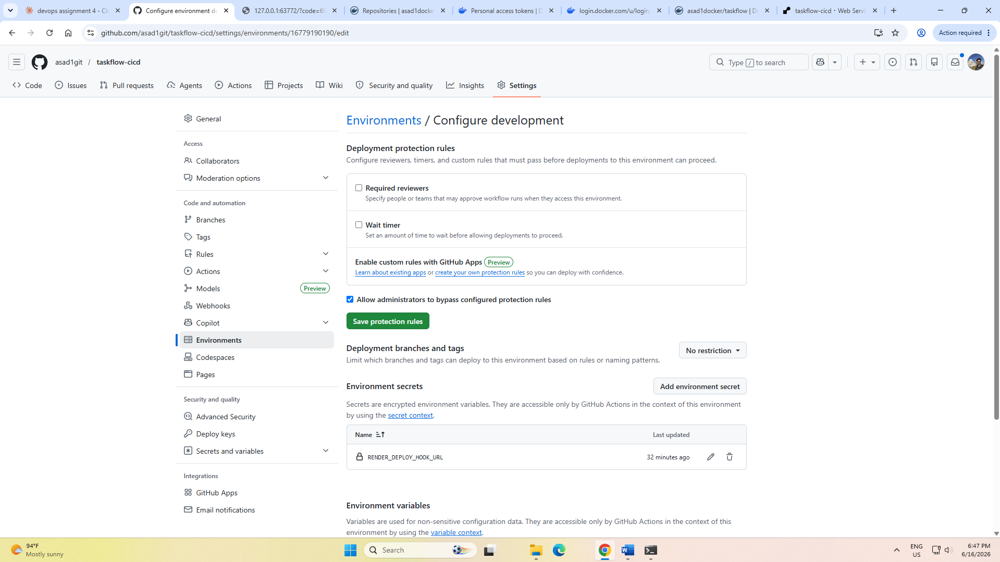 devops assignment 4 - Cla
Configure environment de
127.0.0.1:63772/?code=69
Repositories | asad1docke
Personal access tokens | D
login.docker.com/u/login
asad1docker/taskflow | Do
taskflow-cicd · Web Servi
github.com/asad1git/taskflow-cicd/settings/environments/16779190190/edit
Action required
asad1git / taskflow-cicd
Type / to search
Code
Issues
Pull requests
Agents
Actions
Projects
Wiki
Security and quality
Insights
Settings
General
Access
Collaborators
Moderation options
Code and automation
Branches
Tags
Rules
Actions
Models
Preview
Webhooks
Copilot
Environments
Codespaces
Pages
Security and quality
Advanced Security
Deploy keys
Secrets and variables
Integrations
GitHub Apps
Email notifications
Environments / Configure development
Deployment protection rules
Configure reviewers, timers, and custom rules that must pass before deployments to this environment can proceed.
Required reviewers
Specify people or teams that may approve workflow runs when they access this environment.
Wait timer
Set an amount of time to wait before allowing deployments to proceed.
Enable custom rules with GitHub Apps Preview
Learn about existing apps or create your own protection rules so you can deploy with confidence.
Allow administrators to bypass configured protection rules
Save protection rules
Deployment branches and tags
No restriction
Limit which branches and tags can deploy to this environment based on rules or naming patterns.
Environment secrets
Add environment secret
Secrets are encrypted environment variables. They are accessible only by GitHub Actions in the context of this environment
by using the secret context.
Name
Last updated
RENDER_DEPLOY_HOOK_URL
32 minutes ago
Environment variables
Variables are used for non-sensitive configuration data. They are accessible only by GitHub Actions in the context of this
environment by using the variable context.
94°F
Mostly sunny
Search
ENG
US
6:47 PM
6/16/2026